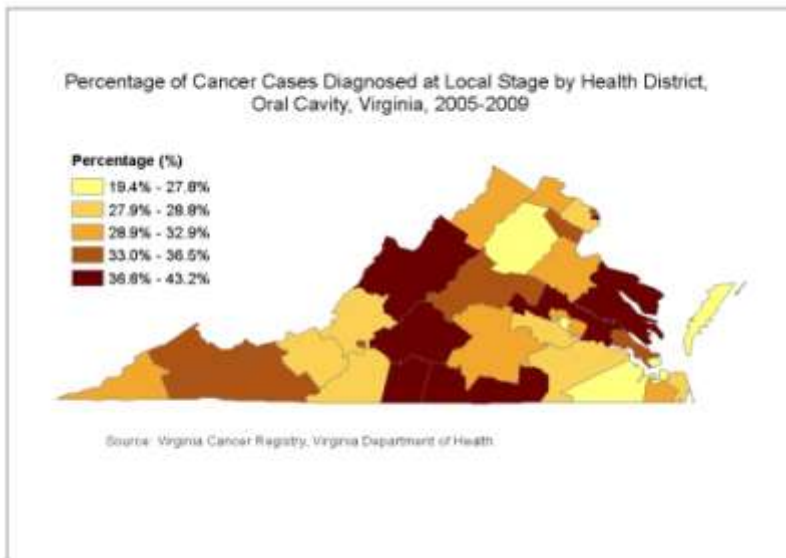 Percentage of Cancer Cases Diagnosed at Local Stage by Health District,
Oral Cavity, Virginia, 2005-2009
Percentage (%)
19.4% - 27.8%
27.9% - 28.8%
28.9% - 32.9%
33.0% - 36.5%
36.6% - 43.2%
Source: Virginia Cancer Registry, Virginia Department of Health